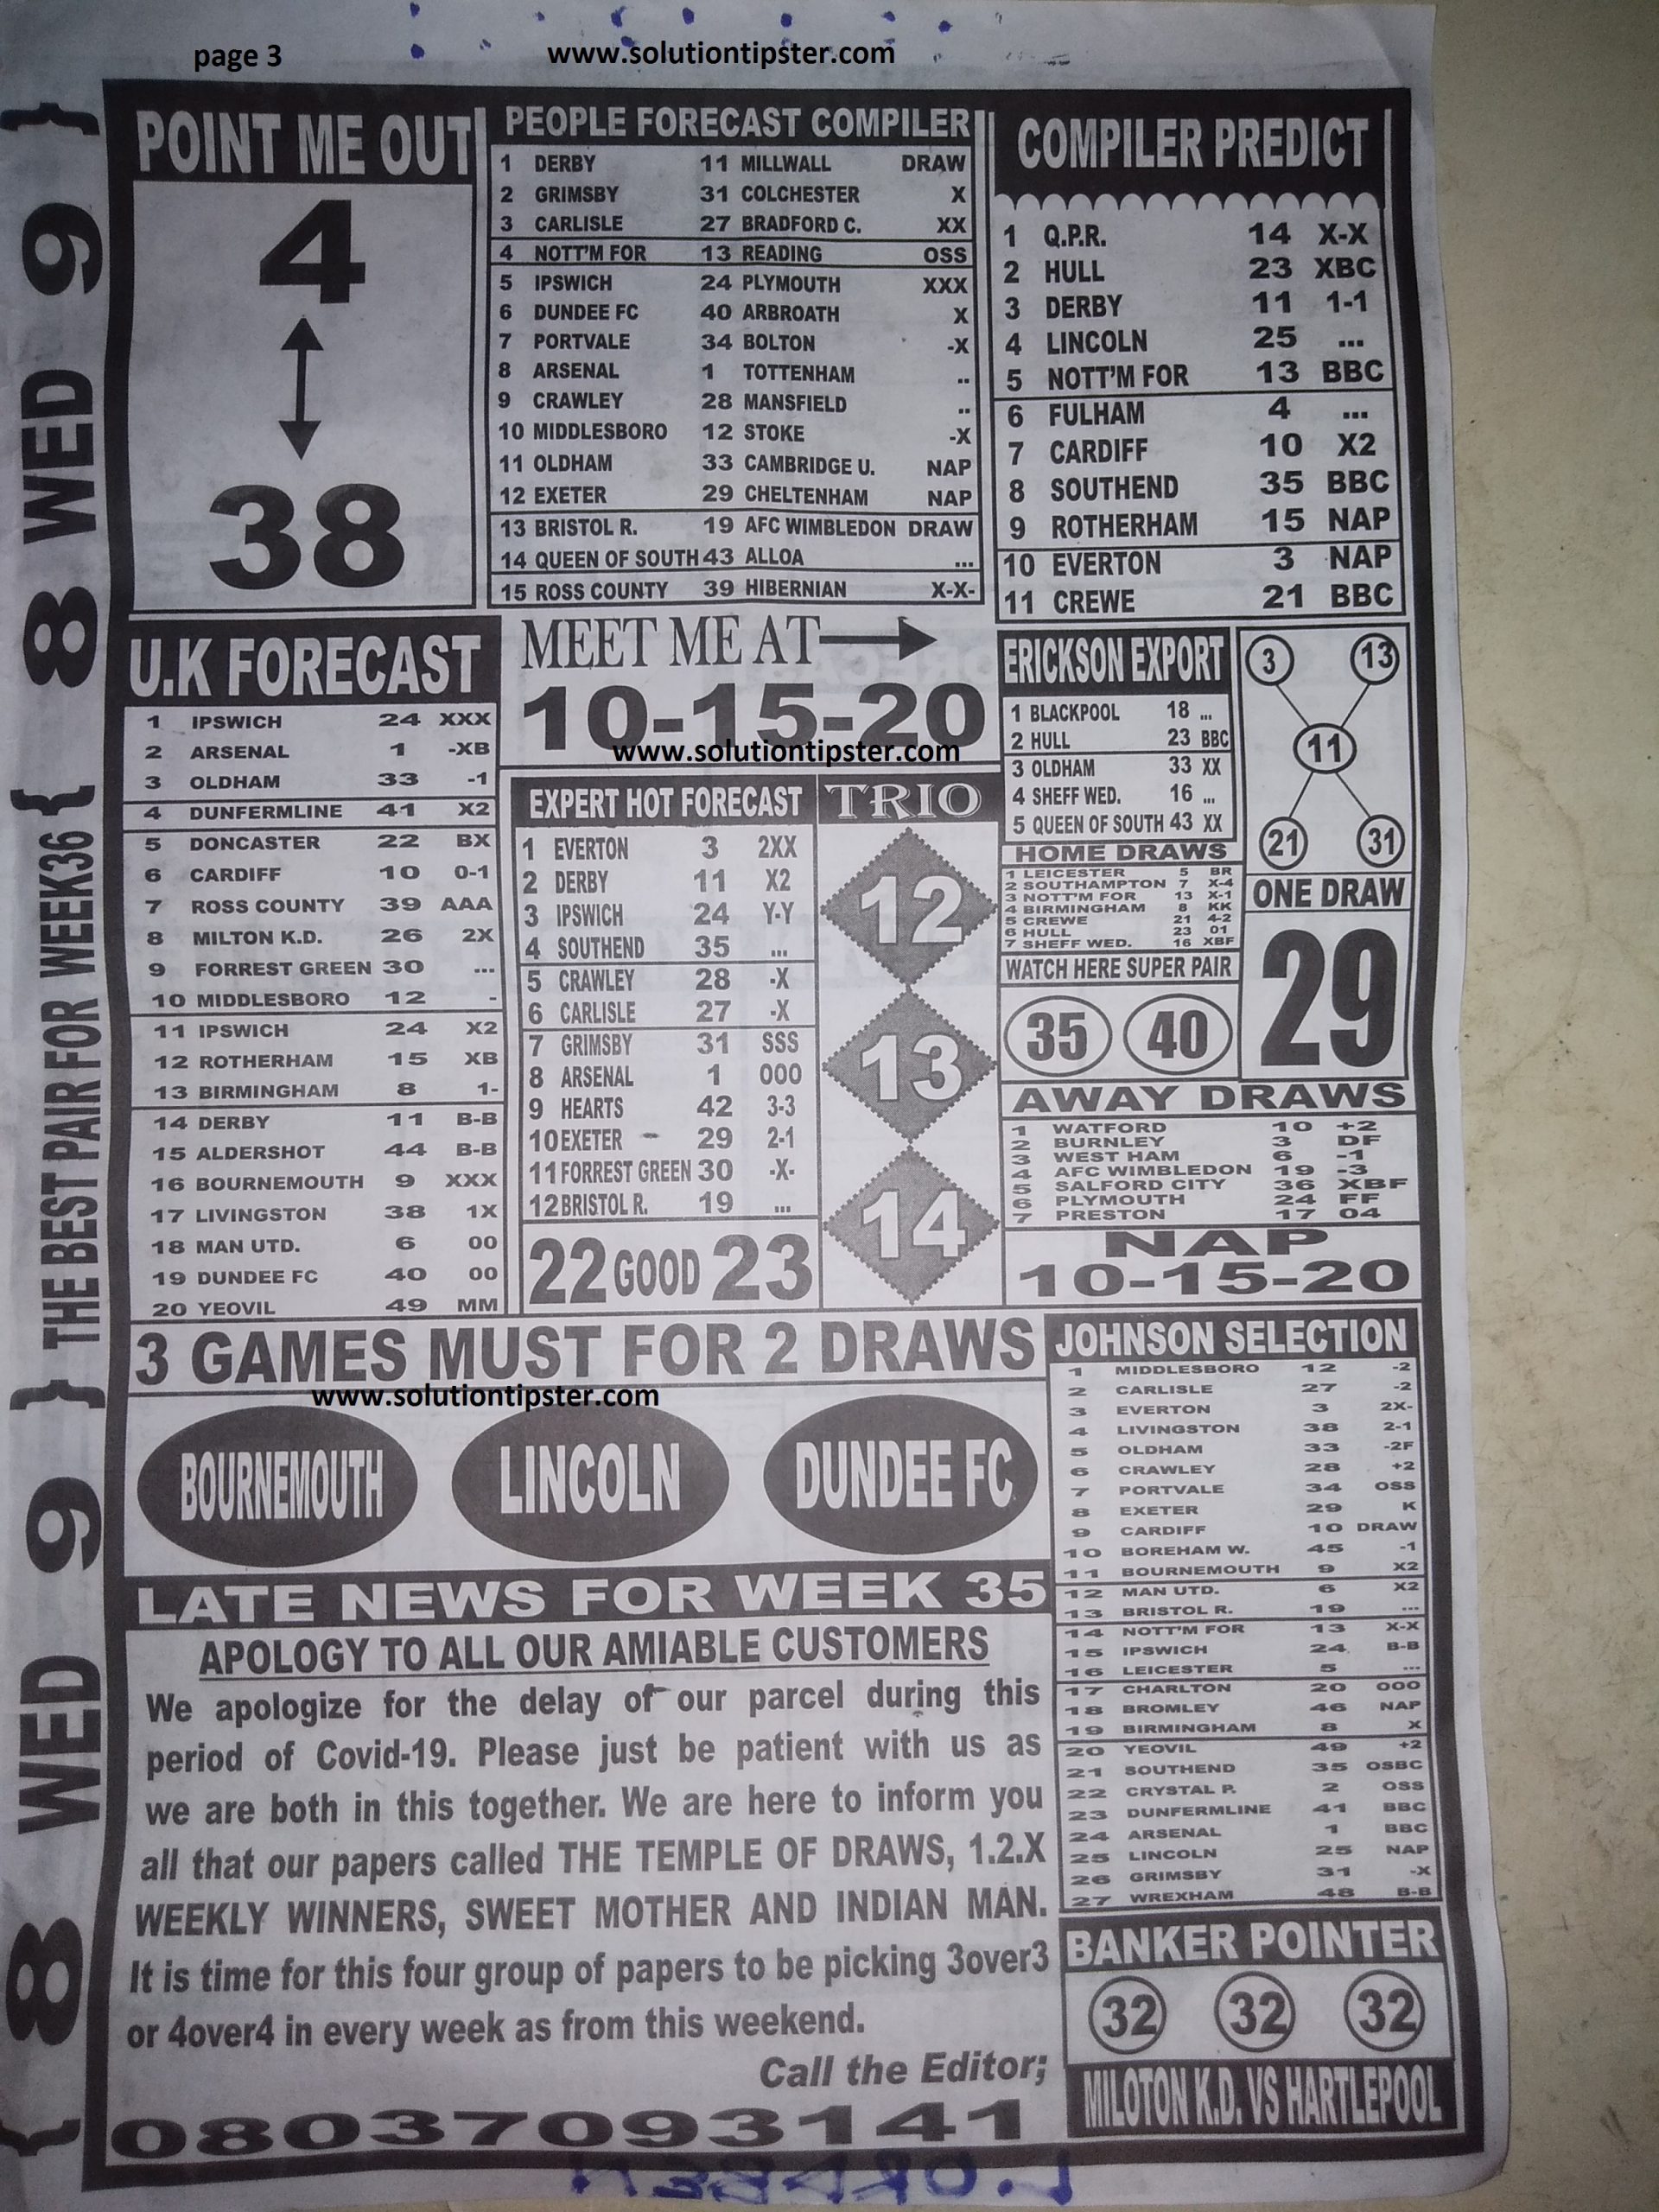 page 3
www.solutiontipster.com
POINT ME OUT
4
38
PEOPLE FORECAST COMPILER
1 DERBY 11 MILLWALL DRAW
2 GRIMSBY 31 COLCHESTER X
3 CARLISLE 27 BRADFORD C. XX
4 NOTT'M FOR 13 READING OSS
5 IPSWICH 24 PLYMOUTH XXX
6 DUNDEE FC 40 ARBROATH X
7 PORTVALE 34 BOLTON -X
8 ARSENAL 1 TOTTENHAM ..
9 CRAWLEY 28 MANSFIELD ..
10 MIDDLESBORO 12 STOKE -X
11 OLDHAM 33 CAMBRIDGE U. NAP
12 EXETER 29 CHELTENHAM NAP
13 BRISTOL R. 19 AFC WIMBLEDON DRAW
14 QUEEN OF SOUTH 43 ALLOA ...
15 ROSS COUNTY 39 HIBERNIAN X-X-
COMPILER PREDICT
1 Q.P.R. 14 X-X
2 HULL 23 XBC
3 DERBY 11 1-1
4 LINCOLN 25 ...
5 NOTT'M FOR 13 BBC
6 FULHAM 4 ...
7 CARDIFF 10 X2
8 SOUTHEND 35 BBC
9 ROTHERHAM 15 NAP
10 EVERTON 3 NAP
11 CREWE 21 BBC
U.K FORECAST
1 IPSWICH 24 XXX
2 ARSENAL 1 -XB
3 OLDHAM 33 -1
4 DUNFERMLINE 41 X2
5 DONCASTER 22 BX
6 CARDIFF 10 0-1
7 ROSS COUNTY 39 AAA
8 MILTON K.D. 26 2X
9 FORREST GREEN 30 ...
10 MIDDLESBORO 12 -
11 IPSWICH 24 X2
12 ROTHERHAM 15 XB
13 BIRMINGHAM 8 1-
14 DERBY 11 B-B
15 ALDERSHOT 44 B-B
16 BOURNEMOUTH 9 XXX
17 LIVINGSTON 38 1X
18 MAN UTD. 6 00
19 DUNDEE FC 40 00
20 YEOVIL 49 MM
MEET ME AT
10-15-20
www.solutiontipster.com
EXPERT HOT FORECAST
1 EVERTON 3 2XX
2 DERBY 11 X2
3 IPSWICH 24 Y-Y
4 SOUTHEND 35 ...
5 CRAWLEY 28 -X
6 CARLISLE 27 -X
7 GRIMSBY 31 SSS
8 ARSENAL 1 000
9 HEARTS 42 3-3
10 EXETER 29 2-1
11 FORREST GREEN 30 -X-
12 BRISTOL R. 19 ...
22 GOOD 23
TRIO
12
13
14
ERICKSON EXPORT
1 BLACKPOOL 18 ...
2 HULL 23 BBC
3 OLDHAM 33 XX
4 SHEFF WED. 16 ...
5 QUEEN OF SOUTH 43 XX
3 13
11
21 31
HOME DRAWS
1 LEICESTER 5 BR
2 SOUTHAMPTON 7 X-4
3 NOTT'M FOR 13 X-1
4 BIRMINGHAM 8 KK
5 CREWE 21 4-2
6 HULL 23 01
7 SHEFF WED. 16 XBF
WATCH HERE SUPER PAIR
35 40
ONE DRAW
29
AWAY DRAWS
1 WATFORD 10 +2
2 BURNLEY 3 DF
3 WEST HAM 6 -1
4 AFC WIMBLEDON 19 -3
5 SALFORD CITY 36 XBF
6 PLYMOUTH 24 FF
7 PRESTON 17 04
NAP
10-15-20
3 GAMES MUST FOR 2 DRAWS
www.solutiontipster.com
BOURNEMOUTH LINCOLN DUNDEE FC
JOHNSON SELECTION
1 MIDDLESBORO 12 -2
2 CARLISLE 27 -2
3 EVERTON 3 2X-
4 LIVINGSTON 38 2-1
5 OLDHAM 33 -2F
6 CRAWLEY 28 +2
7 PORTVALE 34 OSS
8 EXETER 29 K
9 CARDIFF 10 DRAW
10 BOREHAM W. 45 -1
11 BOURNEMOUTH 9 X2
12 MAN UTD. 6 X2
13 BRISTOL R. 19 ...
14 NOTT'M FOR 13 X-X
15 IPSWICH 24 B-B
16 LEICESTER 5 ...
17 CHARLTON 20 000
18 BROMLEY 46 NAP
19 BIRMINGHAM 8 X
20 YEOVIL 49 +2
21 SOUTHEND 35 OSBC
22 CRYSTAL P. 2 OSS
23 DUNFERMLINE 41 BBC
24 ARSENAL 1 BBC
25 LINCOLN 25 NAP
26 GRIMSBY 31 -X
27 WREXHAM 48 B-B
LATE NEWS FOR WEEK 35
APOLOGY TO ALL OUR AMIABLE CUSTOMERS
We apologize for the delay of our parcel during this
period of Covid-19. Please just be patient with us as
we are both in this together. We are here to inform you
all that our papers called THE TEMPLE OF DRAWS, 1.2.X
WEEKLY WINNERS, SWEET MOTHER AND INDIAN MAN.
It is time for this four group of papers to be picking 3over3
or 4over4 in every week as from this weekend.
Call the Editor;
08037093141
BANKER POINTER
32 32 32
MILOTON K.D. VS HARTLEPOOL
{ 8 WED 9 } THE BEST PAIR FOR WEEK36 { 8 WED 9 }